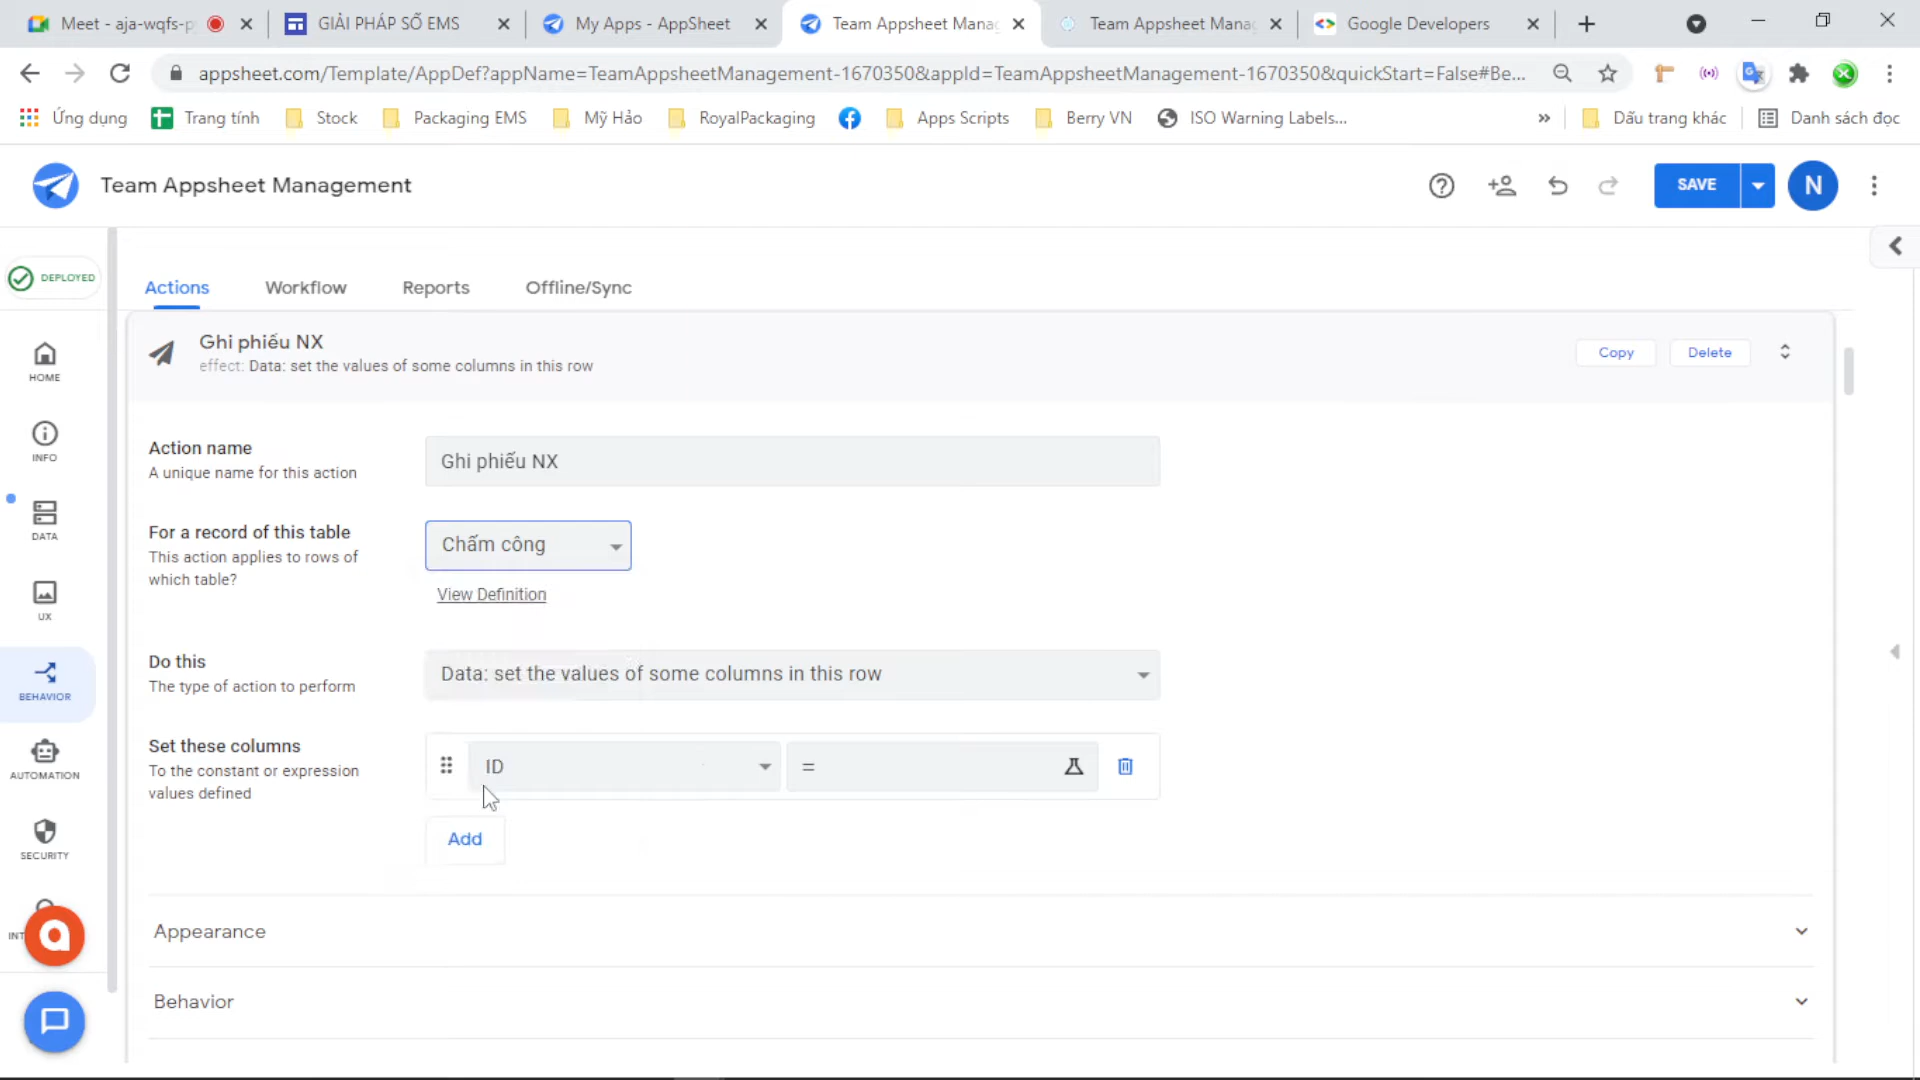 Meet - aja-wqfs-p
GIẢI PHÁP SỐ EMS
My Apps - AppSheet
Team Appsheet Manag
Team Appsheet Manag
Google Developers
appsheet.com/Template/AppDef?appName=TeamAppsheetManagement-1670350&appId=TeamAppsheetManagement-1670350&quickStart=False#Be...
Ứng dụng
Trang tính
Stock
Packaging EMS
Mỹ Hảo
RoyalPackaging
Apps Scripts
Berry VN
ISO Warning Labels...
»
Dấu trang khác
Danh sách đọc
Team Appsheet Management
SAVE
N
DEPLOYED
Actions
Workflow
Reports
Offline/Sync
HOME
INFO
DATA
UX
BEHAVIOR
AUTOMATION
SECURITY
INT
Ghi phiếu NX
effect: Data: set the values of some columns in this row
Copy
Delete
Action name
A unique name for this action
Ghi phiếu NX
For a record of this table
This action applies to rows of
which table?
Chấm công
View Definition
Do this
The type of action to perform
Data: set the values of some columns in this row
Set these columns
To the constant or expression
values defined
ID
=
Add
Appearance
Behavior